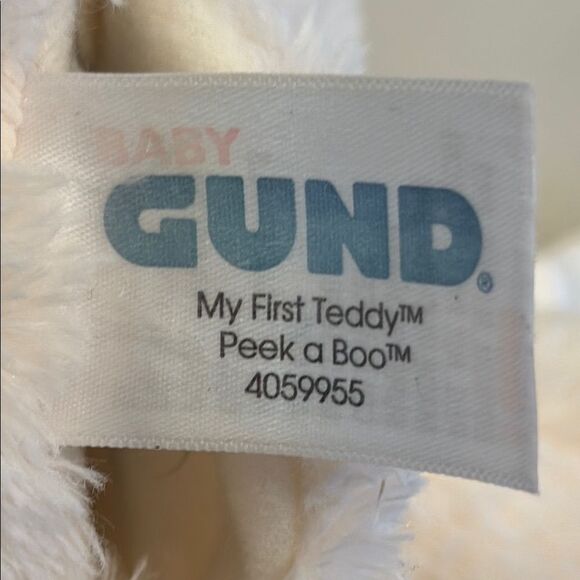 BABY
GUND®
My First Teddy™
Peek a Boo™
4059955